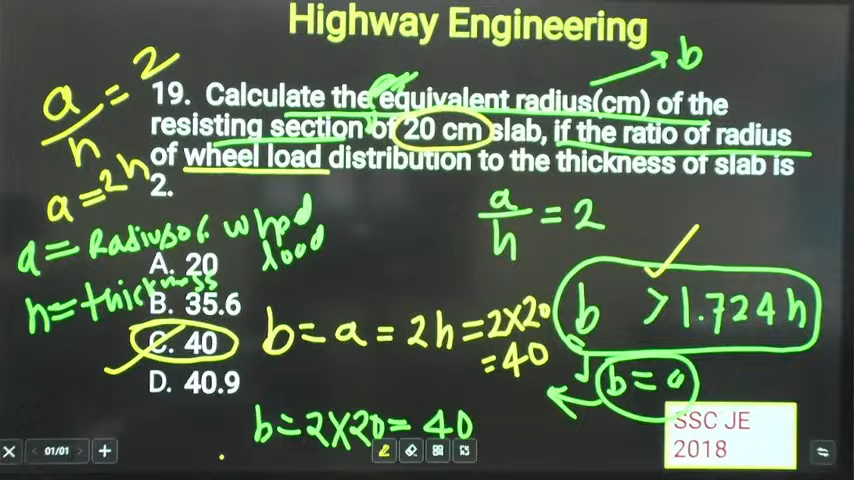 Highway Engineering
b
a/h = 2
19. Calculate the equivalent radius(cm) of the
resisting section of 20 cm slab, if the ratio of radius
of wheel load distribution to the thickness of slab is
2.
a = 2h
a/h = 2
a = Radius of wheel
load
h = thickness
A. 20
B. 35.6
C. 40
D. 40.9
b = a = 2h = 2x20
= 40
b > 1.724h
b = a
b = 2x20 = 40
SSC JE
2018
01/01